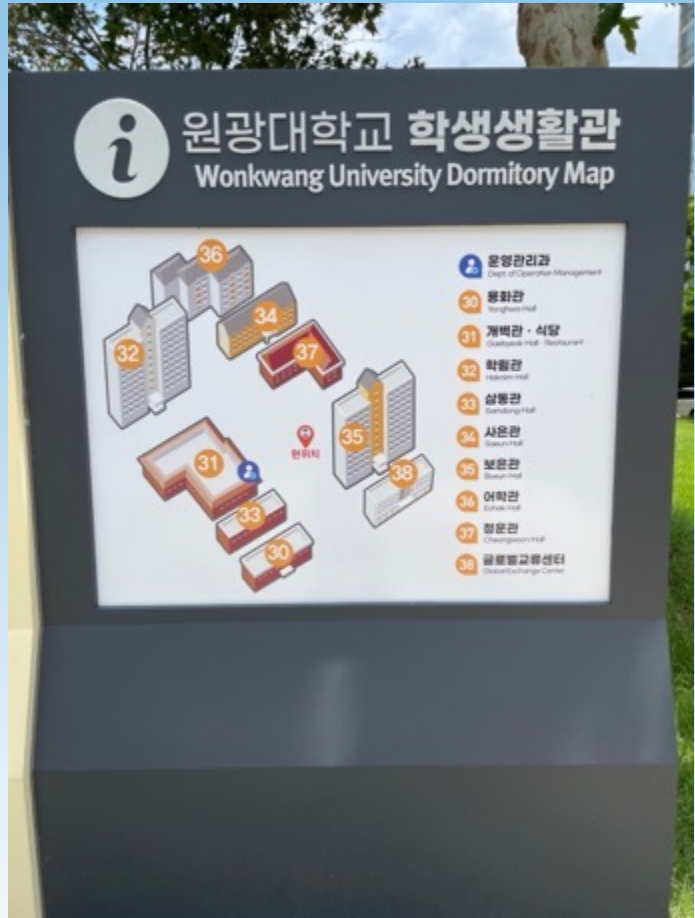 i
원광대학교 학생생활관
Wonkwang University Dormitory Map
36
34
32
37
35
현위치
31
38
33
30
운영관리과
Dept of Operation Management
30 용화관
Yonghwa Hall
31 개벽관 · 식당
Gaebyeok Hall · Restaurant
32 학림관
Hakrim Hall
33 삼동관
Samdong Hall
34 사은관
Saeun Hall
35 보은관
Boeun Hall
36 어학관
Eohak Hall
37 청운관
Cheongwoon Hall
38 글로벌교류센터
Global Exchange Center